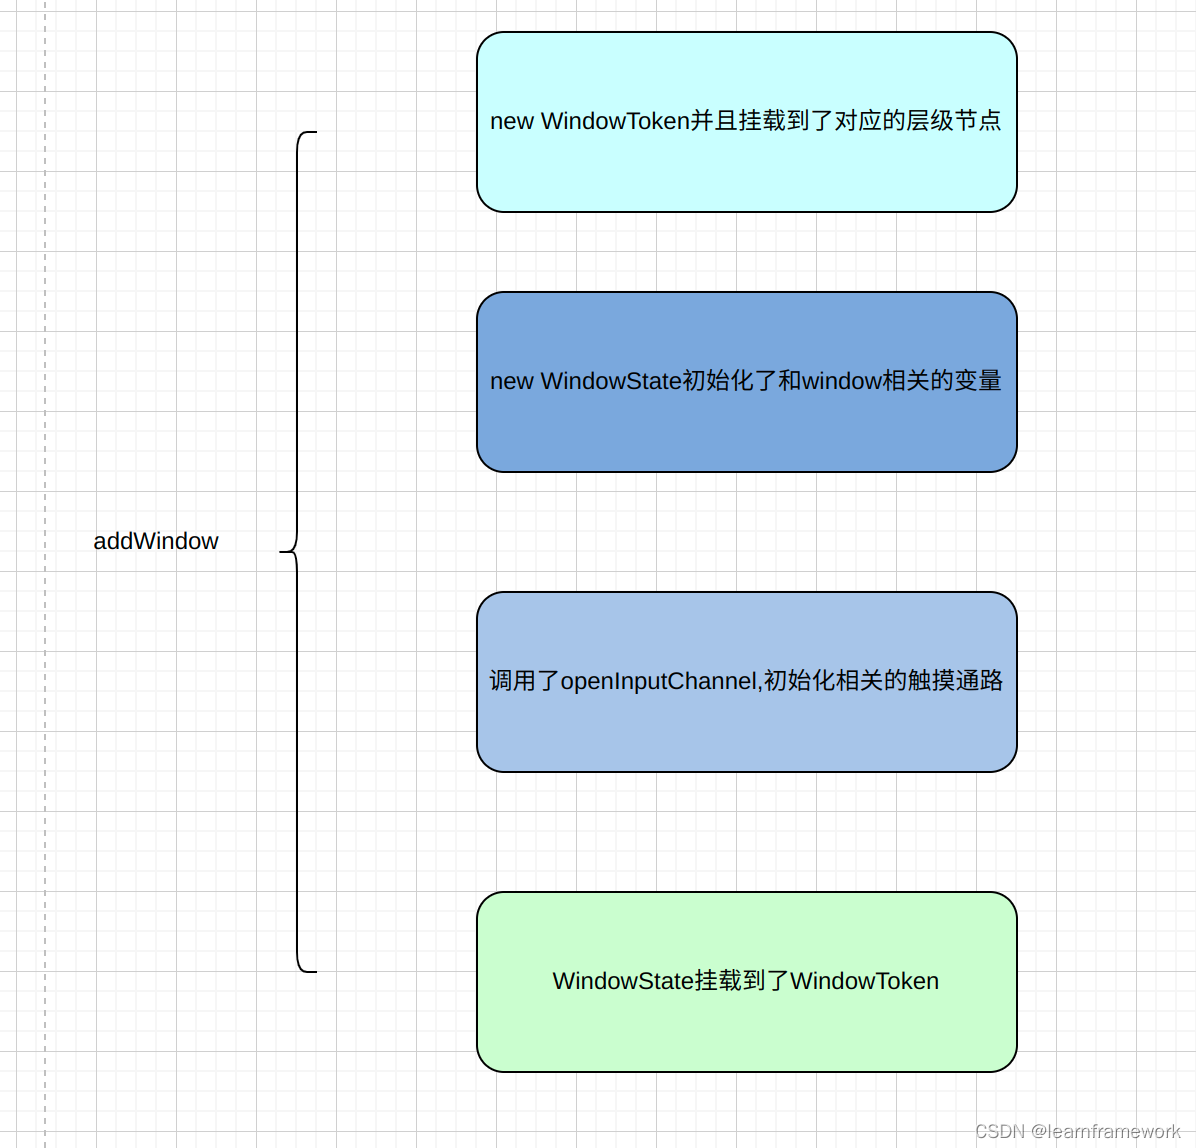 new WindowToken并且挂载到了对应的层级节点
new WindowState初始化了和window相关的变量
addWindow
调用了openInputChannel,初始化相关的触摸通路
WindowState挂载到了WindowToken
CSDN @learnframework